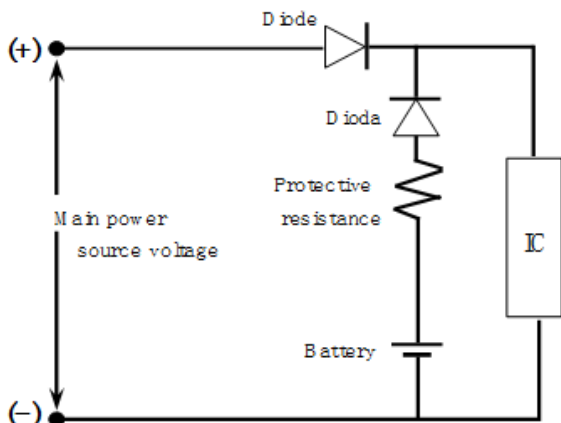 Diode
(+)
Dioda
Protective
resistance
Main power
source voltage
IC
Battery
(−)